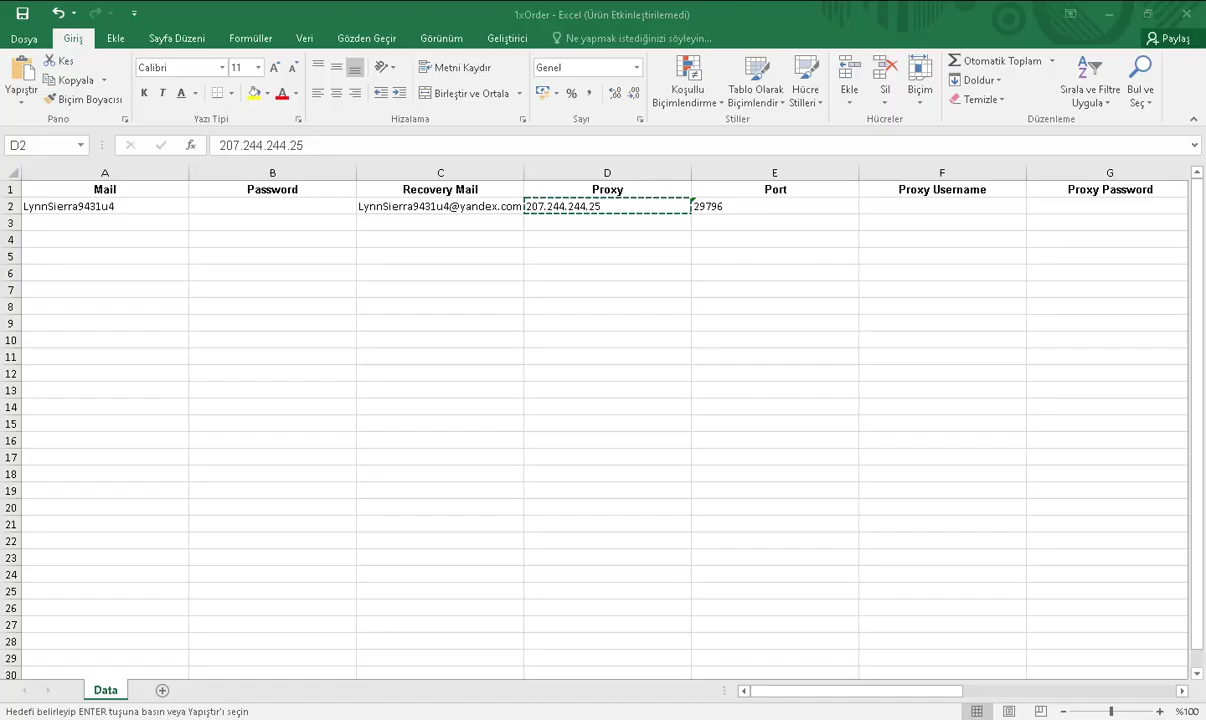 1xOrder - Excel (Ürün Etkinleştirilemedi)
Dosya Giriş Ekle Sayfa Düzeni Formüller Veri Gözden Geçir Görünüm Geliştirici Ne yapmak istediğinizi söyleyin... Paylaş
Yapıştır
Kes
Kopyala
Biçim Boyacısı
Pano
Calibri 11
K T A
Yazı Tipi
Metni Kaydır
Birleştir ve Ortala
Hizalama
Genel
%
Sayı
Koşullu Biçimlendirme
Tablo Olarak Biçimlendir
Hücre Stilleri
Stiller
Ekle
Sil
Biçim
Hücreler
Otomatik Toplam
Doldur
Temizle
Sırala ve Filtre Uygula
Bul ve Seç
Düzenleme
D2 fx 207.244.244.25
A B C D E F G
1 Mail Password Recovery Mail Proxy Port Proxy Username Proxy Password
2 LynnSierra9431u4 LynnSierra9431u4@yandex.com 207.244.244.25 29796
3
4
5
6
7
8
9
10
11
12
13
14
15
16
17
18
19
20
21
22
23
24
25
26
27
28
29
30
Data
Hedefi belirleyip ENTER tuşuna basın veya Yapıştır'ı seçin %100